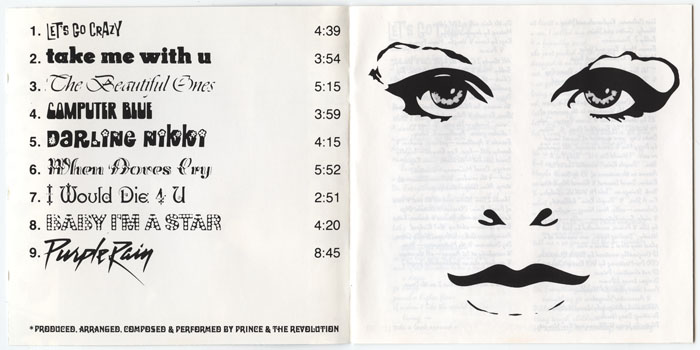 1. LET'S GO CRAZY 4:39
2. take me with u 3:54
3. The Beautiful Ones 5:15
4. COMPUTER BLUE 3:59
5. DARLING NIKKI 4:15
6. When Doves Cry 5:52
7. I Would Die 4 U 2:51
8. BABY I'M A STAR 4:20
9. Purple Rain 8:45
*PRODUCED, ARRANGED, COMPOSED & PERFORMED BY PRINCE & THE REVOLUTION